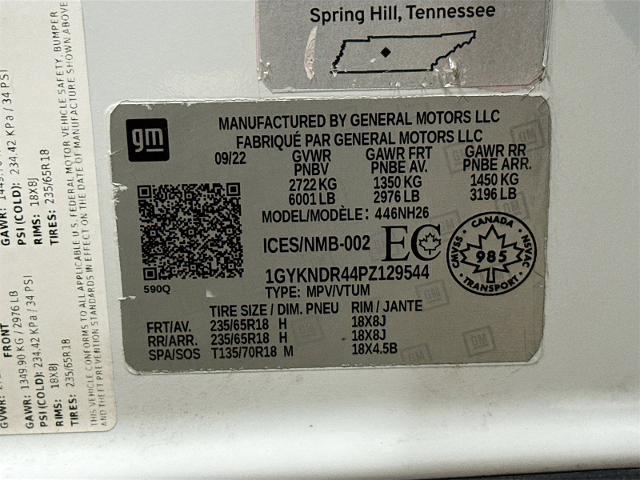 Spring Hill, Tennessee
gm
MANUFACTURED BY GENERAL MOTORS LLC
FABRIQUÉ PAR GENERAL MOTORS LLC
09/22 GVWR GAWR FRT GAWR RR
PNBV PNBE AV. PNBE ARR.
2722 KG 1350 KG 1450 KG
6001 LB 2976 LB 3196 LB
MODEL/MODÈLE: 446NH26
ICES/NMB-002 EC
CANADA
CMVSS 985 NSVAC
1GYKNDR44PZ129544
590Q
TYPE: MPV/VTUM
TIRE SIZE / DIM. PNEU RIM / JANTE
FRT/AV. 235/65R18 H 18X8J
RR/ARR. 235/65R18 H 18X8J
SPA/SOS T135/70R18 M 18X4.5B
FRONT
GAWR: 1349.90 KG / 2976 LB
PSI (COLD): 234.42 KPa / 34 PSI
RIMS: 18X8J
TIRES: 235/65R18
PSI (COLD): 234.42 KPa / 34 PSI
RIMS: 18X8J
TIRES: 235/65R18
THIS VEHICLE CONFORMS TO ALL APPLICABLE U.S. FEDERAL MOTOR VEHICLE SAFETY, BUMPER
AND THEFT PREVENTION STANDARDS IN EFFECT ON THE DATE OF MANUFACTURE SHOWN ABOVE